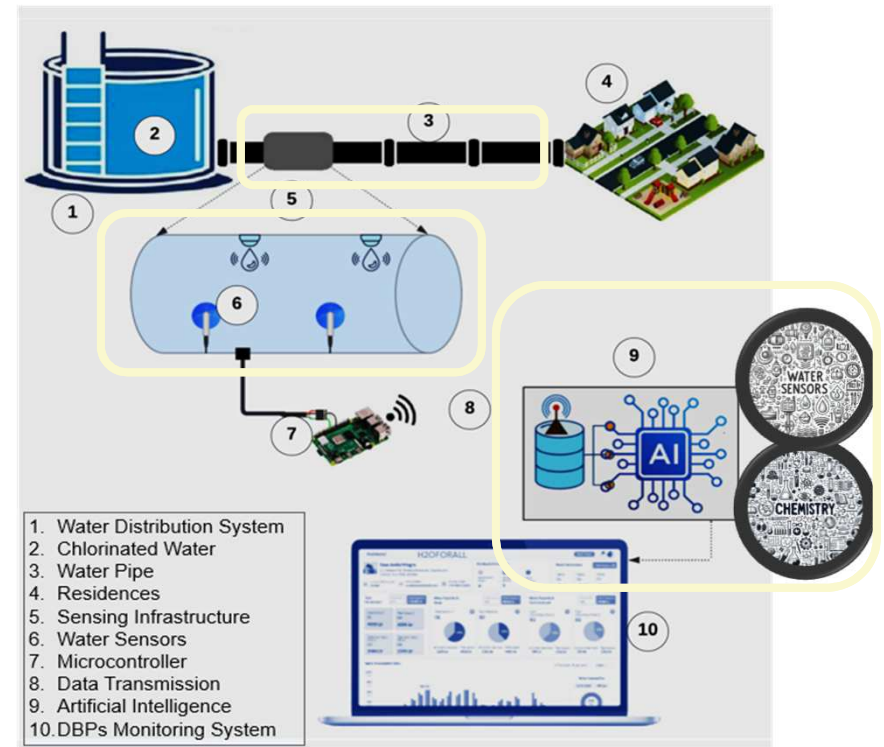 4
3
2
5
1
6
9
WATER
SENSORS
8
7
AI
CHEMISTRY
1. Water Distribution System
2. Chlorinated Water
3. Water Pipe
4. Residences
5. Sensing Infrastructure
6. Water Sensors
7. Microcontroller
8. Data Transmission
9. Artificial Intelligence
10. DBPs Monitoring System
H2OFORALL
10